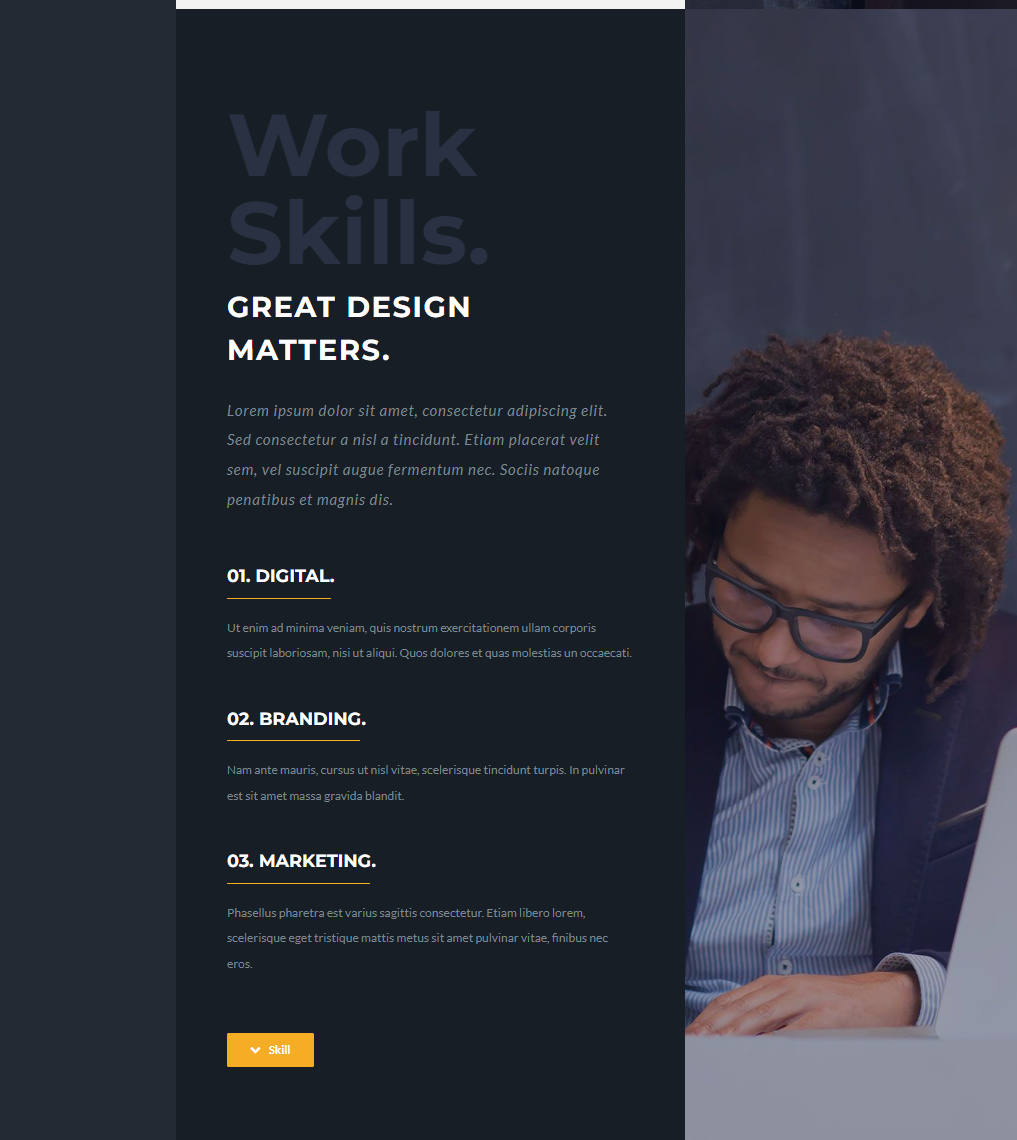 Work
Skills.
GREAT DESIGN
MATTERS.
Lorem ipsum dolor sit amet, consectetur adipiscing elit.
Sed consectetur a nisl a tincidunt. Etiam placerat velit
sem, vel suscipit augue fermentum nec. Sociis natoque
penatibus et magnis dis.
01. DIGITAL.
Ut enim ad minima veniam, quis nostrum exercitationem ullam corporis
suscipit laboriosam, nisi ut aliqui. Quos dolores et quas molestias un occaecati.
02. BRANDING.
Nam ante mauris, cursus ut nisl vitae, scelerisque tincidunt turpis. In pulvinar
est sit amet massa gravida blandit.
03. MARKETING.
Phasellus pharetra est varius sagittis consectetur. Etiam libero lorem,
scelerisque eget tristique mattis metus sit amet pulvinar vitae, finibus nec
eros.
Skill